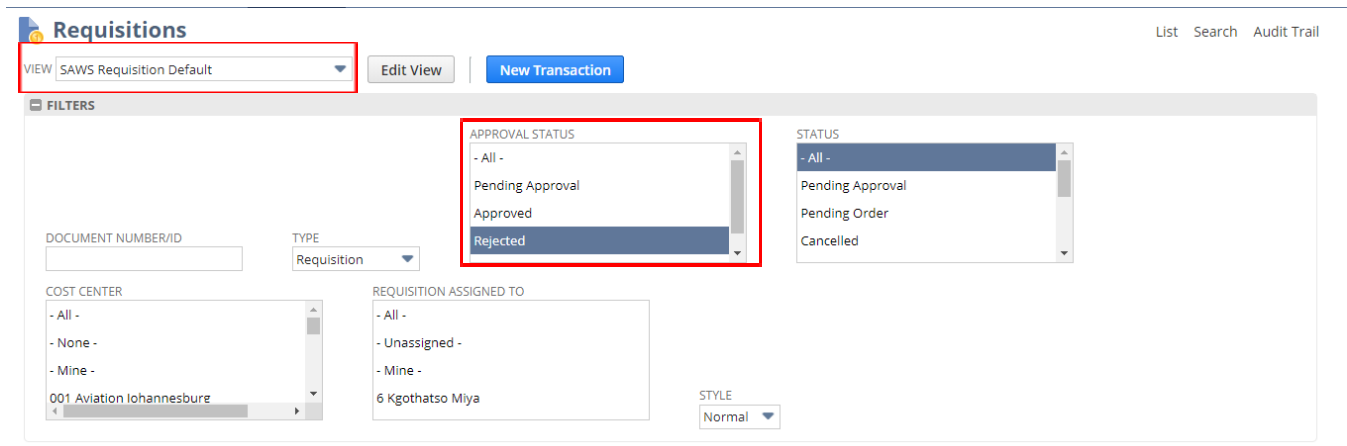 Requisitions
List Search Audit Trail
VIEW SAWS Requisition Default Edit View New Transaction
FILTERS
APPROVAL STATUS
- All -
Pending Approval
Approved
Rejected
STATUS
- All -
Pending Approval
Pending Order
Cancelled
DOCUMENT NUMBER/ID
TYPE
Requisition
COST CENTER
- All -
- None -
- Mine -
001 Aviation Johannesburg
REQUISITION ASSIGNED TO
- All -
- Unassigned -
- Mine -
6 Kgothatso Miya
STYLE
Normal